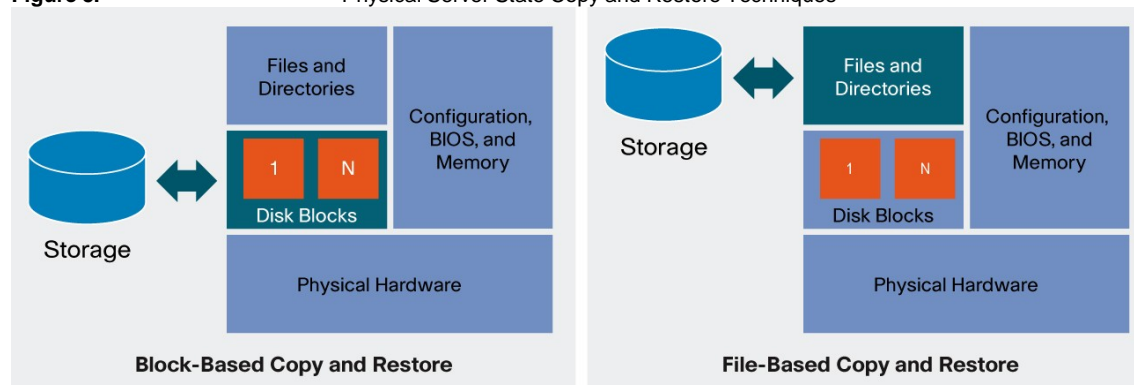 Physical Server State Copy and Restore Techniques
Files and
Directories
Configuration,
BIOS, and
Memory
1
N
Disk Blocks
Storage
Physical Hardware
Block-Based Copy and Restore
Files and
Directories
Storage
Configuration,
BIOS, and
Memory
1
N
Disk Blocks
Physical Hardware
File-Based Copy and Restore